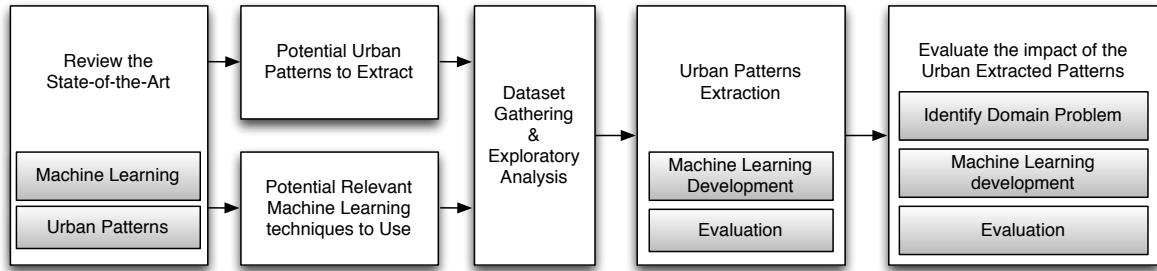 Review the
State-of-the-Art
Machine Learning
Urban Patterns
Potential Urban
Patterns to Extract
Potential Relevant
Machine Learning
techniques to Use
Dataset
Gathering
&
Exploratory
Analysis
Urban Patterns
Extraction
Machine Learning
Development
Evaluation
Evaluate the impact of the
Urban Extracted Patterns
Identify Domain Problem
Machine Learning
development
Evaluation